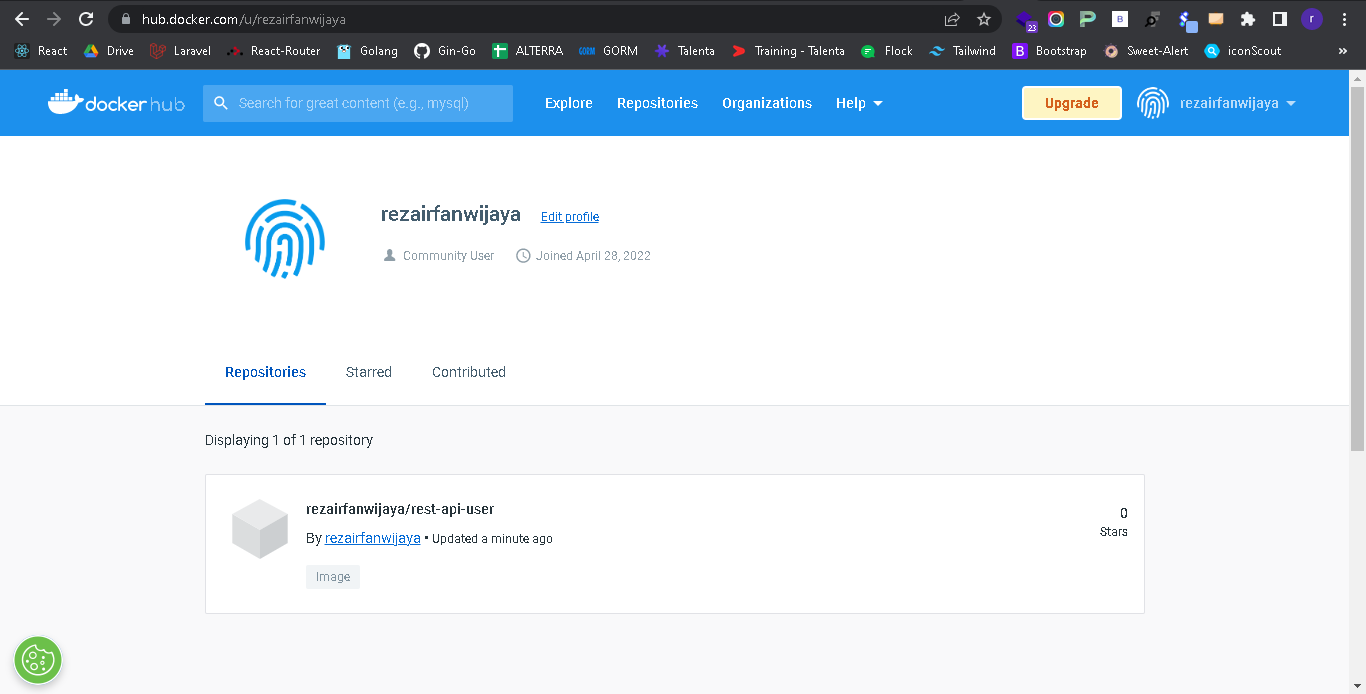 hub.docker.com/u/rezairfanwijaya
23
B
r
React Drive Laravel React-Router Golang Gin-Go ALTERRA GORM GORM Talenta Training - Talenta Flock Tailwind B Bootstrap Sweet-Alert iconScout »
docker hub Search for great content (e.g., mysql) Explore Repositories Organizations Help Upgrade rezairfanwijaya
rezairfanwijaya Edit profile
Community User Joined April 28, 2022
Repositories Starred Contributed
Displaying 1 of 1 repository
rezairfanwijaya/rest-api-user
0
By rezairfanwijaya • Updated a minute ago
Stars
Image